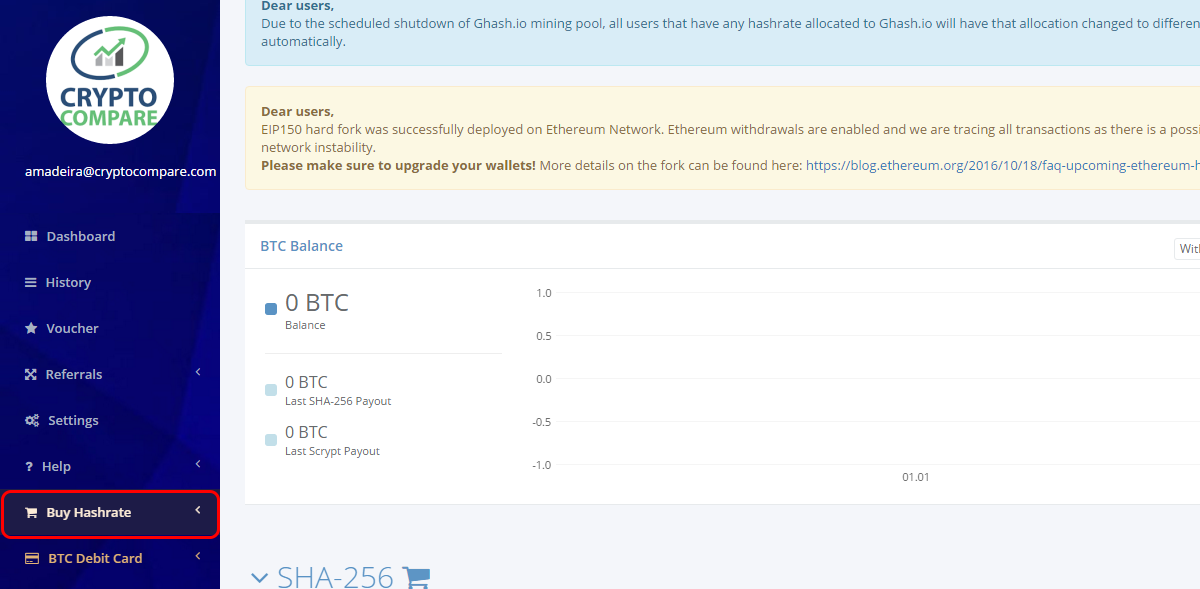 CRYPTO
COMPARE
amadeira@cryptocompare.com
Dashboard
History
Voucher
Referrals
Settings
? Help
Buy Hashrate
BTC Debit Card
Dear users,
Due to the scheduled shutdown of Ghash.io mining pool, all users that have any hashrate allocated to Ghash.io will have that allocation changed to differen
automatically.
Dear users,
EIP150 hard fork was successfully deployed on Ethereum Network. Ethereum withdrawals are enabled and we are tracing all transactions as there is a possi
network instability.
Please make sure to upgrade your wallets! More details on the fork can be found here: https://blog.ethereum.org/2016/10/18/faq-upcoming-ethereum-h
BTC Balance
With
0 BTC
Balance
0 BTC
Last SHA-256 Payout
0 BTC
Last Scrypt Payout
1.0
0.5
0.0
-0.5
-1.0
01.01
SHA-256